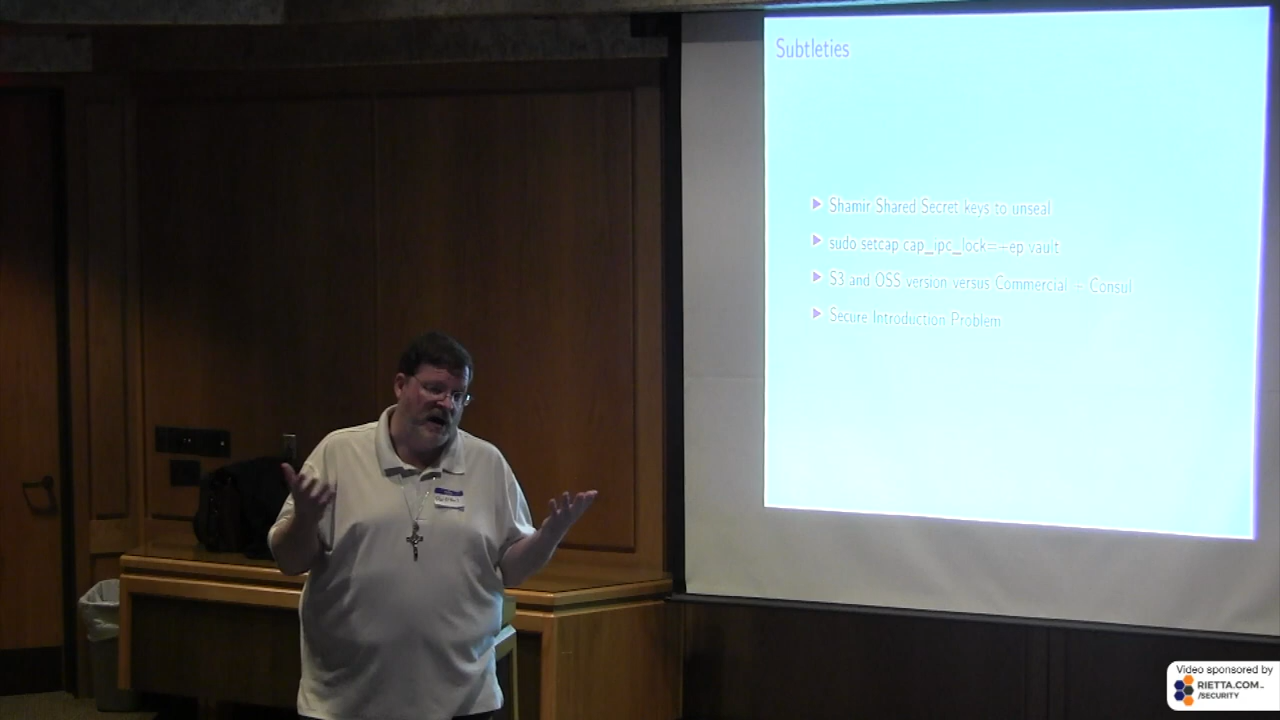 Subtleties
Shamir Shared Secret keys to unseal
sudo setcap cap_ipc_lock=+ep vault
S3 and OSS version versus Commercial + Consul
Secure Introduction Problem
Video sponsored by
RIETTA.COM
/SECURITY